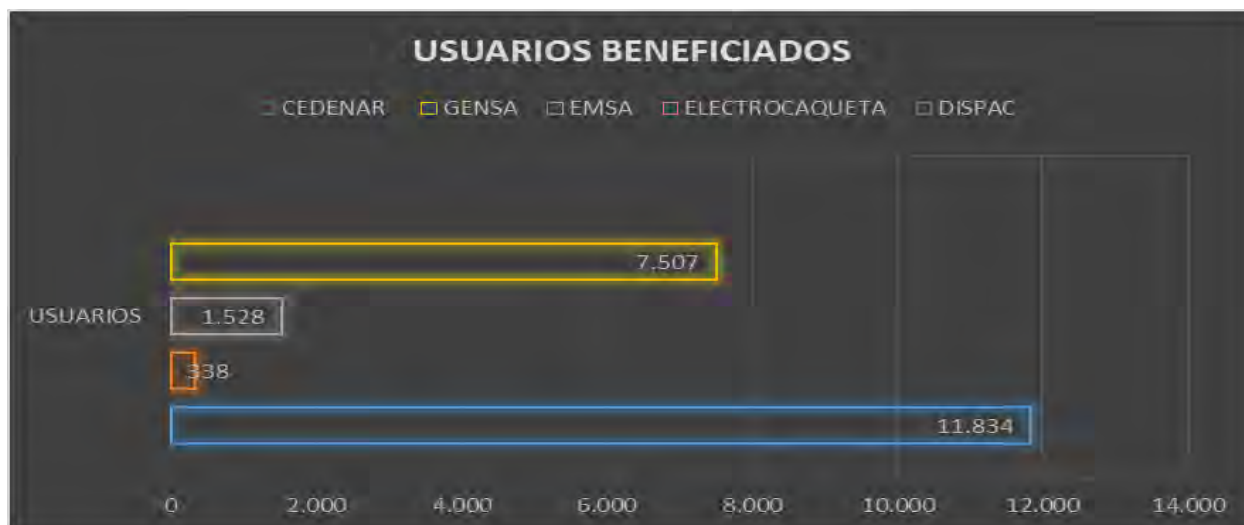 USUARIOS BENEFICIADOS
CEDENAR GENSA EMSA ELECTROCAQUETA DISPAC
7.507
USUARIOS 1.528
338
11.834
0 2.000 4.000 6.000 8.000 10.000 12.000 14.000